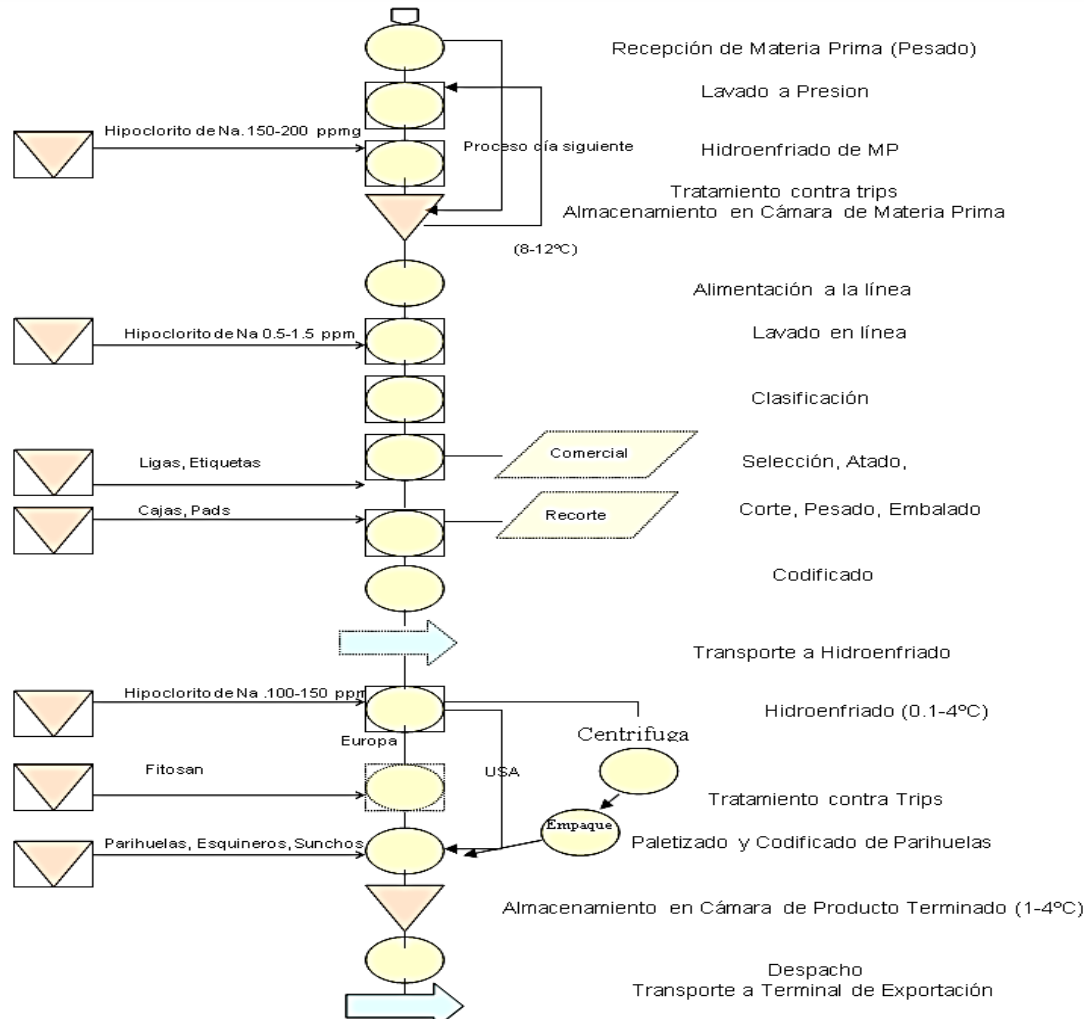 Recepción de Materia Prima (Pesado)
Lavado a Presion
Hipoclorito de Na. 150-200 ppmg
Proceso día siguiente
Hidroenfriado de MP
Tratamiento contra trips
Almacenamiento en Cámara de Materia Prima
(8-12ºC)
Alimentación a la línea
Hipoclorito de Na 0.5-1.5 ppm
Lavado en línea
Clasificación
Comercial
Ligas, Etiquetas
Selección, Atado,
Cajas, Pads
Recorte
Corte, Pesado, Embalado
Codificado
Transporte a Hidroenfriado
Hipoclorito de Na .100-150 ppm
Hidroenfriado (0.1-4ºC)
Centrifuga
Europa
USA
Fitosan
Tratamiento contra Trips
Empaque
Parihuelas, Esquineros, Sunchos
Paletizado y Codificado de Parihuelas
Almacenamiento en Cámara de Producto Terminado (1-4ºC)
Despacho
Transporte a Terminal de Exportación